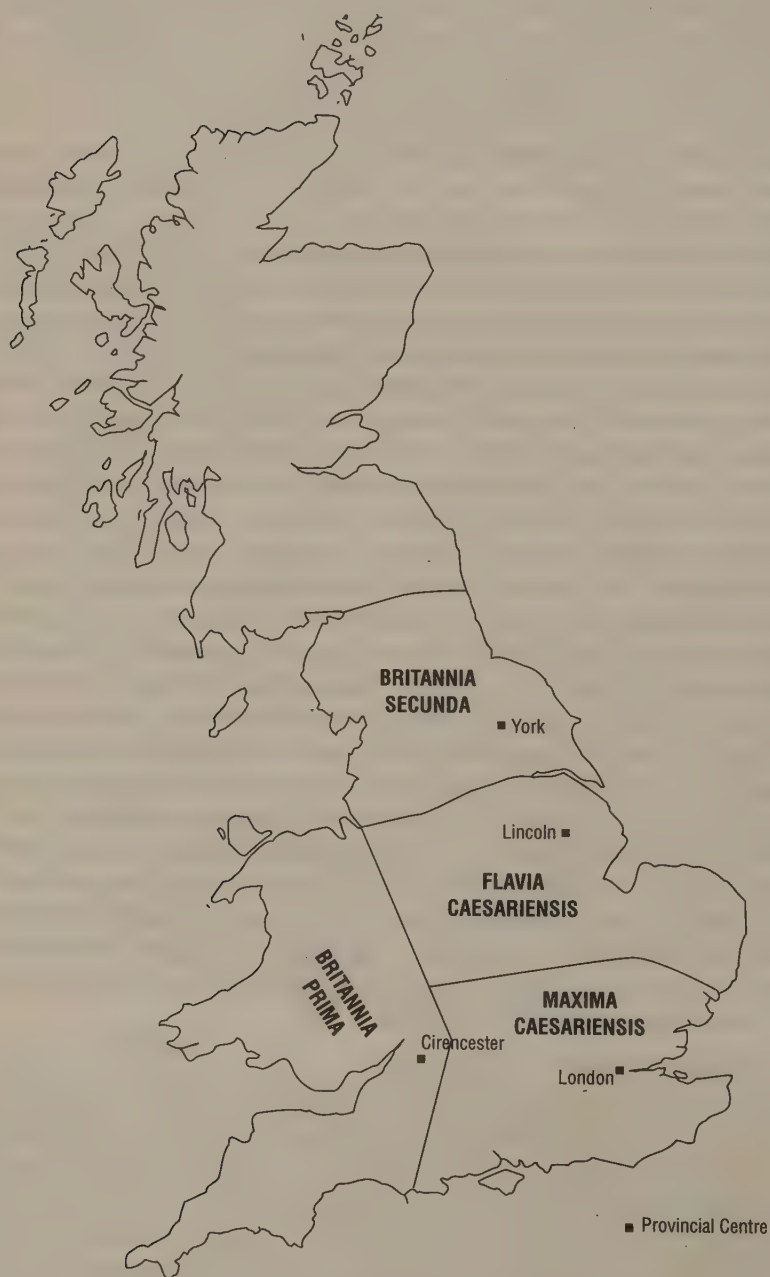 BRITANNIA
SECUNDA
York
Lincoln
FLAVIA
CAESARIENSIS
BRITANNIA
PRIMA
MAXIMA
CAESARIENSIS
Cirencester
London
Provincial Centre